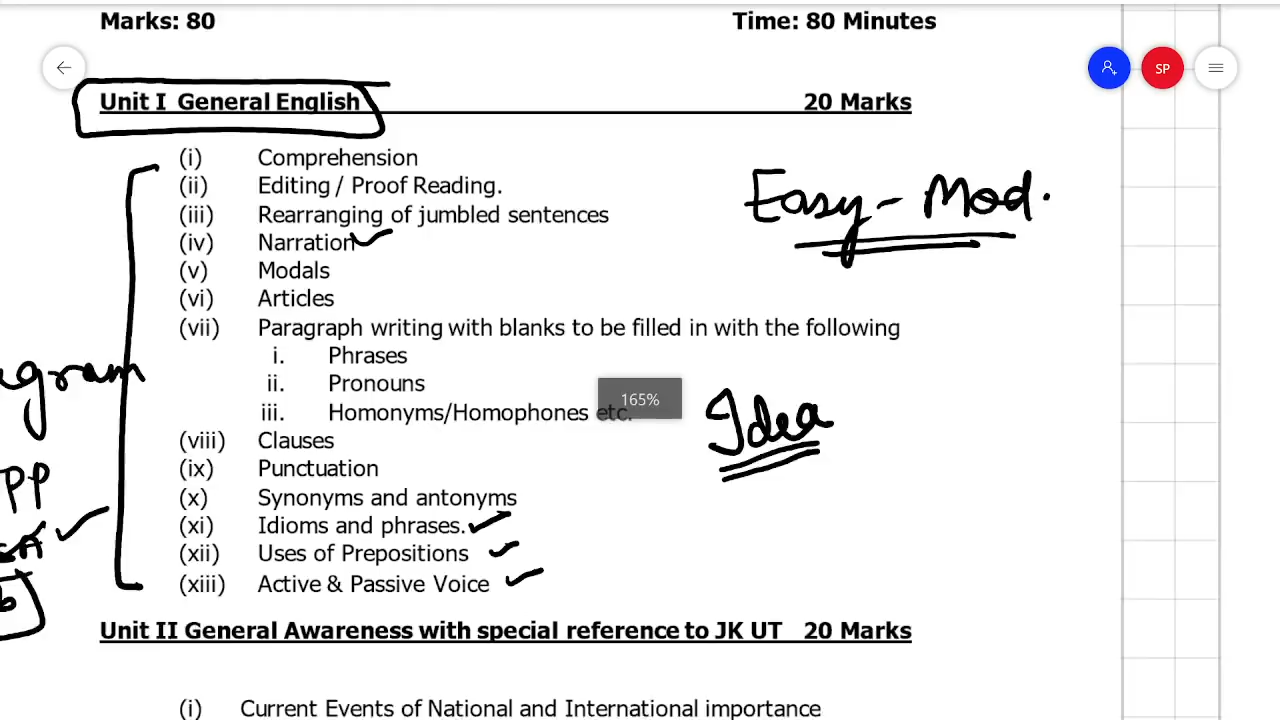 Marks: 80 Time: 80 Minutes
SP
Unit I General English 20 Marks
(i) Comprehension
(ii) Editing / Proof Reading.
(iii) Rearranging of jumbled sentences
Easy - Mod.
(iv) Narration
(v) Modals
(vi) Articles
(vii) Paragraph writing with blanks to be filled in with the following
i. Phrases
ii. Pronouns
165%
iii. Homonyms/Homophones etc.
Idea
(viii) Clauses
(ix) Punctuation
PP
(x) Synonyms and antonyms
(xi) Idioms and phrases.
(xii) Uses of Prepositions
(xiii) Active & Passive Voice
Unit II General Awareness with special reference to JK UT 20 Marks
(i) Current Events of National and International importance